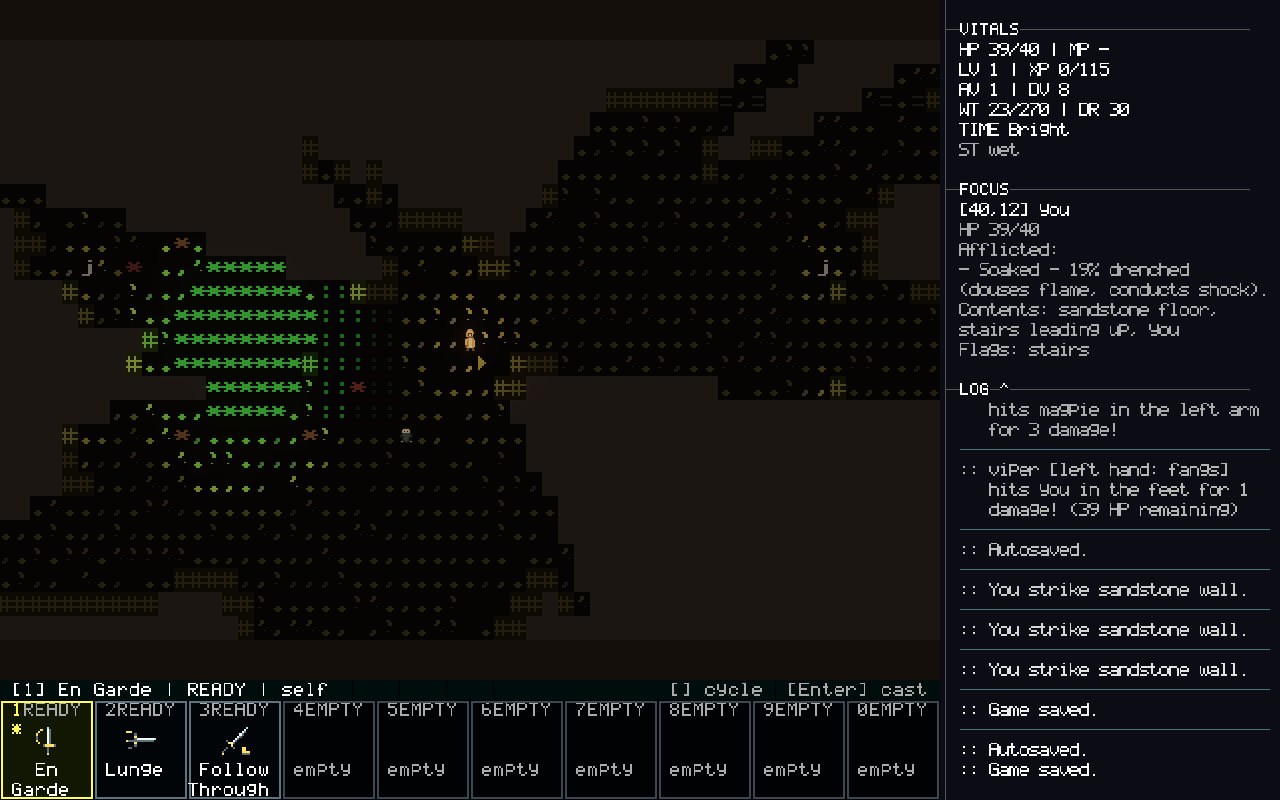 VITALS
HP 39/40 | MP -
LV 1 | XP 0/115
AV 1 | DV 8
WT 23/270 | DR 30
TIME Bright
ST wet
FOCUS
[40,12] You
HP 39/40
Afflicted:
- Soaked - 19% drenched
(douses flame, conducts shock).
Contents: sandstone floor,
stairs leading up, You
Flags: stairs
LOG ^
hits magpie in the left arm
for 3 damage!
:: viper [left hand: fangs]
hits You in the feet for 1
damage! (39 HP remaining)
:: Autosaved.
:: You strike sandstone wall.
:: You strike sandstone wall.
:: You strike sandstone wall.
:: Game saved.
:: Autosaved.
:: Game saved.
[1] En Garde | READY | self
[] cycle [Enter] cast
1READY 2READY 3READY 4EMPTY 5EMPTY 6EMPTY 7EMPTY 8EMPTY 9EMPTY 0EMPTY
En Garde
Lunge
Follow Through
empty empty empty empty empty empty empty